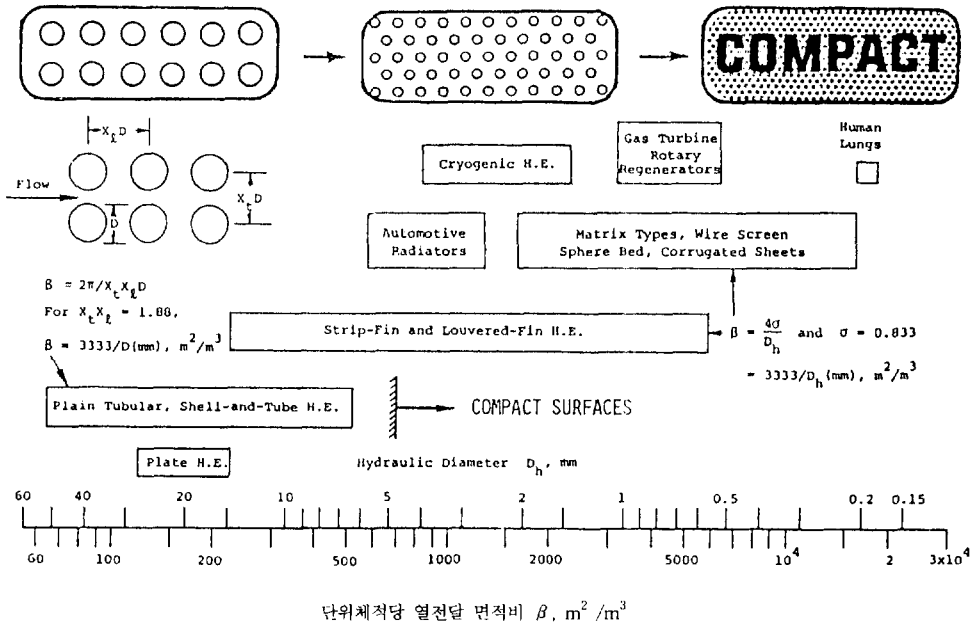 COMPACT
X_ℓD
Flow
D
X_tD
Cryogenic H.E.
Gas Turbine
Rotary
Regenerators
Human
Lungs
Automotive
Radiators
Matrix Types, Wire Screen
Sphere Bed, Corrugated Sheets
β = 2π/X_tX_ℓD
For X_tX_ℓ = 1.88,
β = 3333/D(mm), m²/m³
Strip-Fin and Louvered-Fin H.E.
β = 4σ/D_h and σ = 0.833
= 3333/D_h(mm), m²/m³
Plain Tubular, Shell-and-Tube H.E.
COMPACT SURFACES
Plate H.E.
Hydraulic Diameter D_h, mm
60 40 20 10 5 2 1 0.5 0.2 0.15
60 100 200 500 1000 2000 5000 10⁴ 2 3x10⁴
단위체적당 열전달 면적비 β, m² /m³